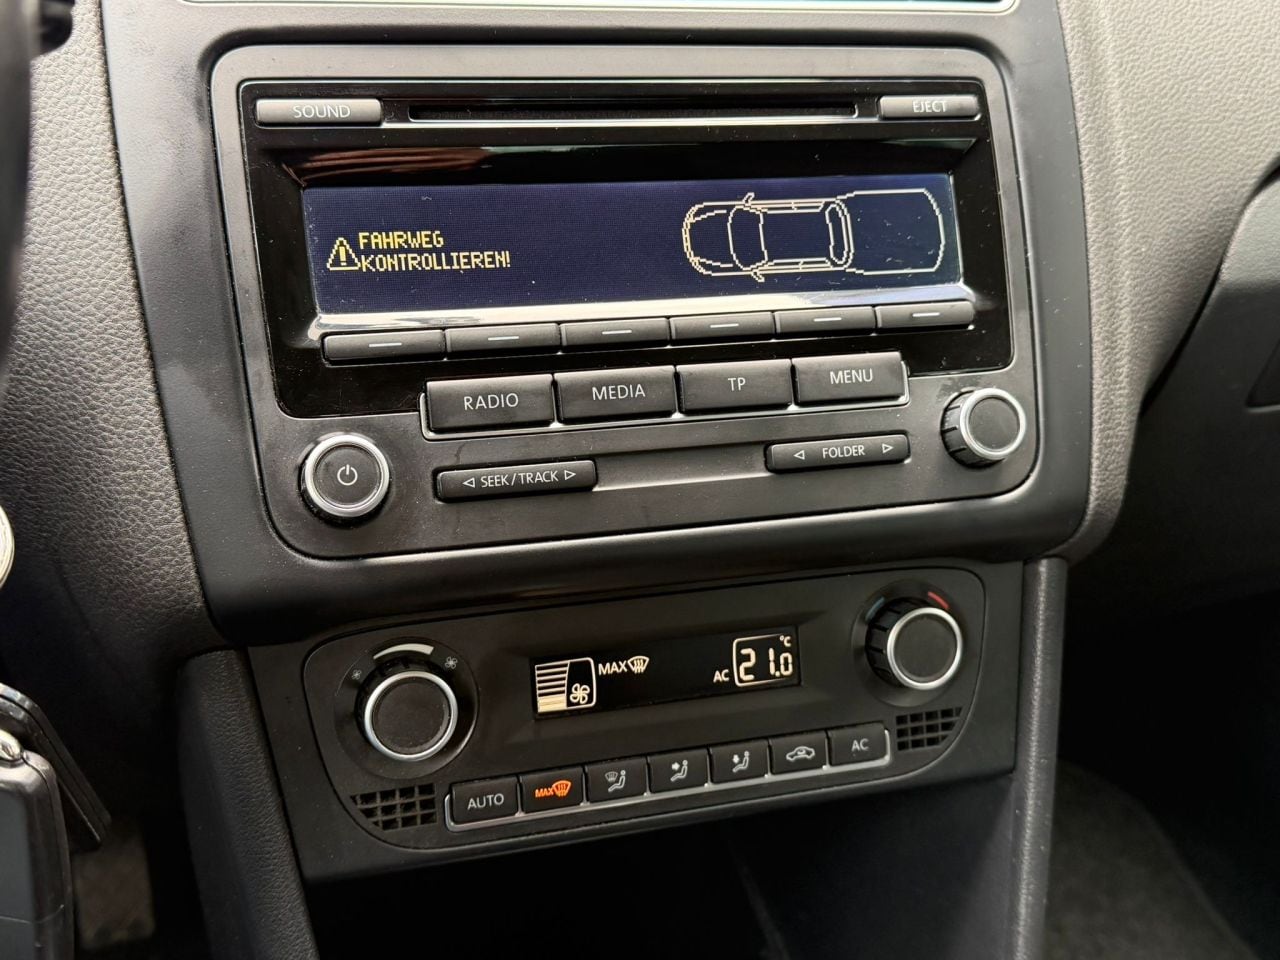 SOUND
EJECT
FAHRWEG
KONTROLLIEREN!
RADIO
MEDIA
TP
MENU
SEEK/TRACK
FOLDER
MAX
AC
21.0
°C
AUTO
MAX
AC